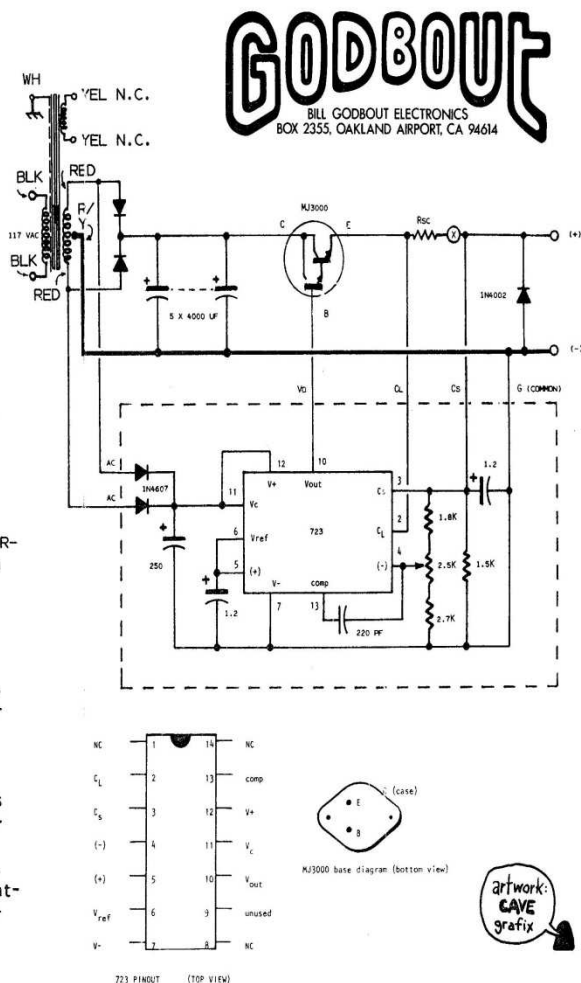 GODBOUT
BILL GODBOUT ELECTRONICS
BOX 2355, OAKLAND AIRPORT, CA 94614
WH
YEL N.C.
YEL N.C.
BLK
RED
R/
Y
117 VAC
BLK
RED
MJ3000
C
E
B
RSC
X
(+)
+
+
5 X 4000 UF
1N4002
(-)
CL
CS
G (COMMON)
AC
AC
1N4607
12
10
V+
Vout
11
Vc
3
Cs
+
1.2
6
Vref
723
2
CL
1.8K
5
(+)
4
(-)
2.5K
1.5K
250
+
V-
comp
7
13
1.2
220 PF
2.7K
R-
s
nt-
NC
1
14
NC
CL
2
13
comp
Cs
3
12
V+
(-)
4
11
Vc
(+)
5
10
Vout
Vref
6
9
unused
V-
7
8
NC
723 PINOUT (TOP VIEW)
(case)
E
B
MJ3000 base diagram (bottom view)
artwork:
CAVE
grafix